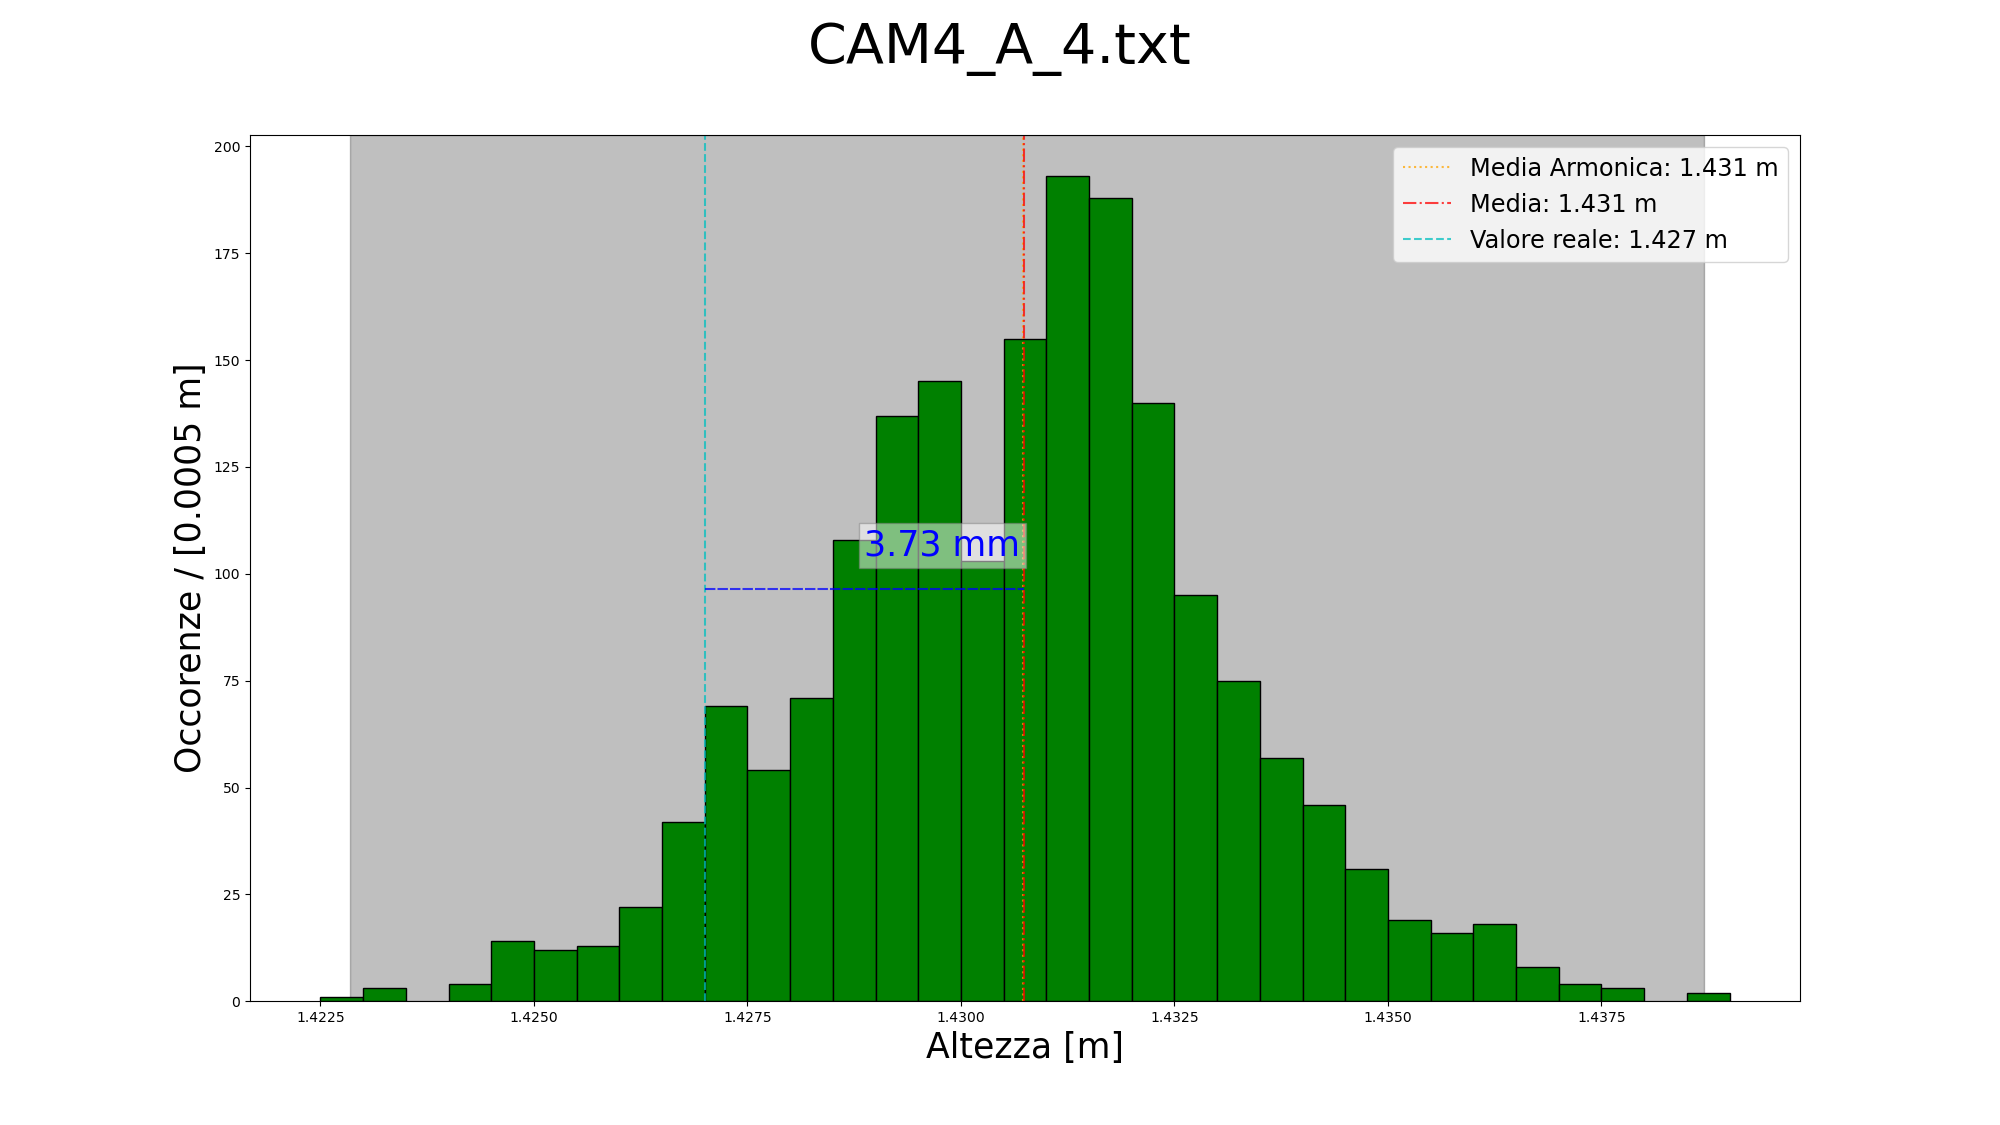 CAM4_A_4.txt
200
175
150
125
100
75
50
25
0
Occorenze / [0.0005 m]
Media Armonica: 1.431 m
Media: 1.431 m
Valore reale: 1.427 m
3.73 mm
1.4225 1.4250 1.4275 1.4300 1.4325 1.4350 1.4375
Altezza [m]